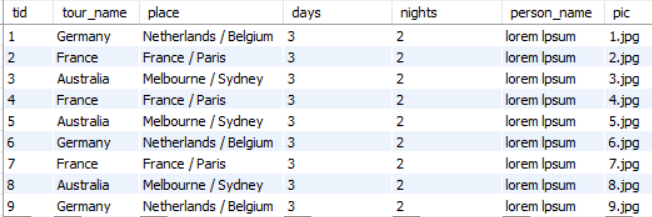 tid tour_name place days nights person_name pic
1 Germany Netherlands / Belgium 3 2 lorem Ipsum 1.jpg
2 France France / Paris 3 2 lorem Ipsum 2.jpg
3 Australia Melbourne / Sydney 3 2 lorem Ipsum 3.jpg
4 France France / Paris 3 2 lorem Ipsum 4.jpg
5 Australia Melbourne / Sydney 3 2 lorem Ipsum 5.jpg
6 Germany Netherlands / Belgium 3 2 lorem Ipsum 6.jpg
7 France France / Paris 3 2 lorem Ipsum 7.jpg
8 Australia Melbourne / Sydney 3 2 lorem Ipsum 8.jpg
9 Germany Netherlands / Belgium 3 2 lorem Ipsum 9.jpg